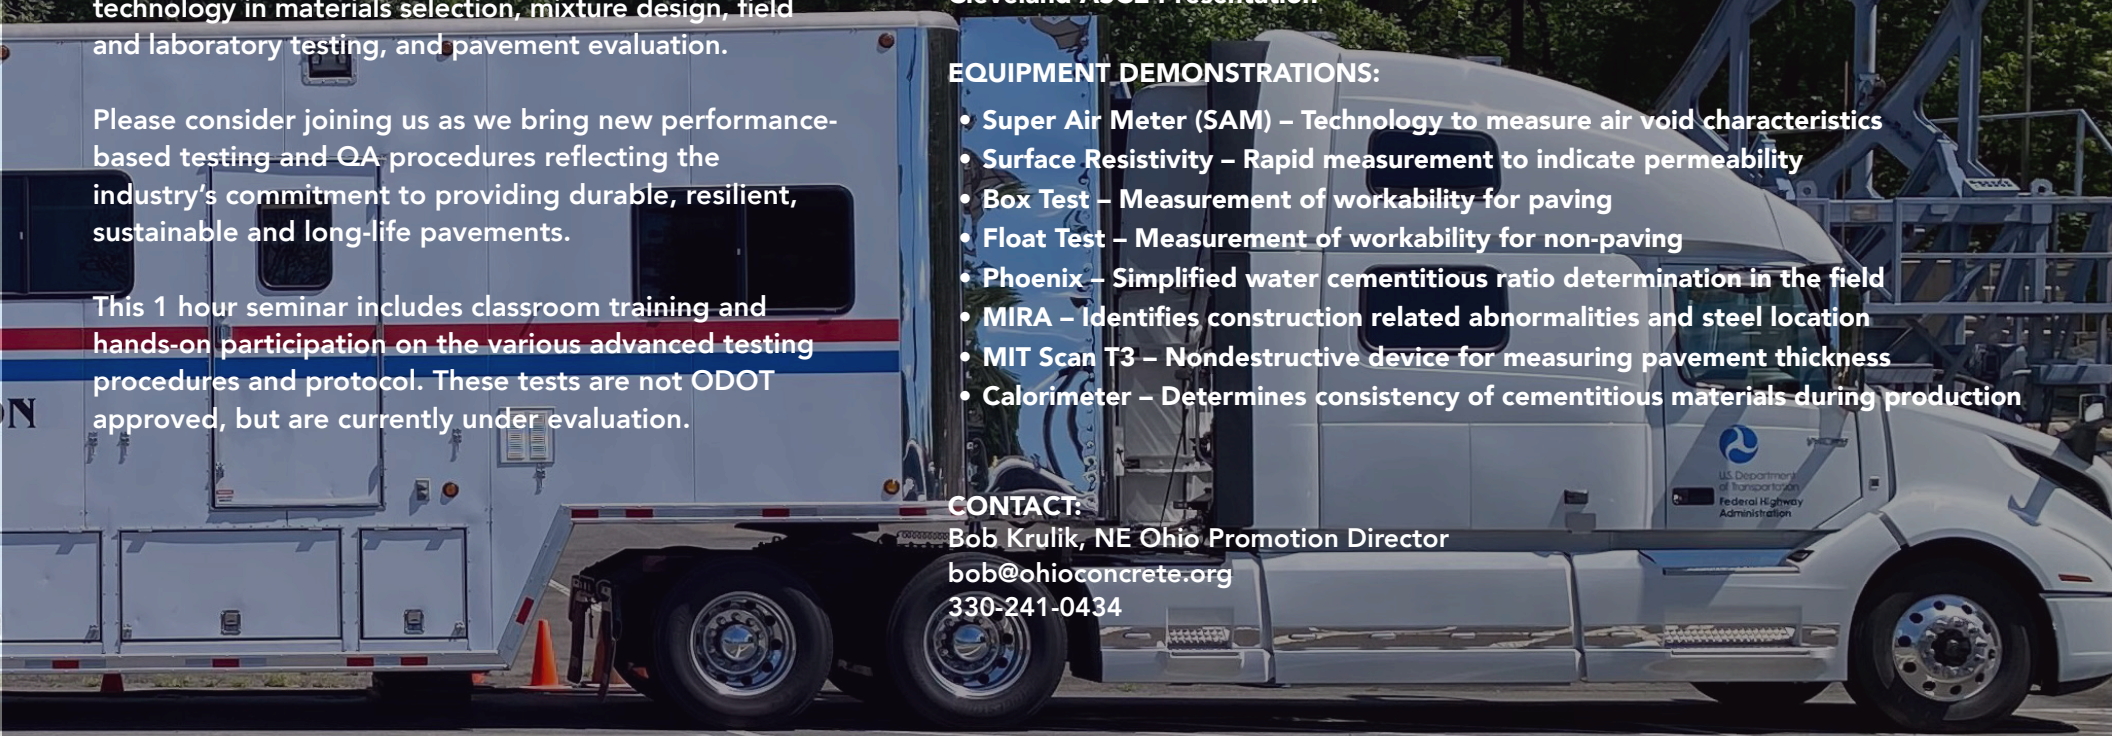 technology in materials selection, mixture design, field
and laboratory testing, and pavement evaluation.
Please consider joining us as we bring new performance-
based testing and QA procedures reflecting the
industry's commitment to providing durable, resilient,
sustainable and long-life pavements.
This 1 hour seminar includes classroom training and
hands-on participation on the various advanced testing
procedures and protocol. These tests are not ODOT
approved, but are currently under evaluation.
ON
Cleveland ASCE Presentation
EQUIPMENT DEMONSTRATIONS:
• Super Air Meter (SAM) – Technology to measure air void characteristics
• Surface Resistivity – Rapid measurement to indicate permeability
• Box Test – Measurement of workability for paving
• Float Test – Measurement of workability for non-paving
• Phoenix – Simplified water cementitious ratio determination in the field
• MIRA – Identifies construction related abnormalities and steel location
• MIT Scan T3 – Nondestructive device for measuring pavement thickness
• Calorimeter – Determines consistency of cementitious materials during production
U.S. Department
of Transportation
Federal Highway
Administration
CONTACT:
Bob Krulik, NE Ohio Promotion Director
bob@ohioconcrete.org
330-241-0434